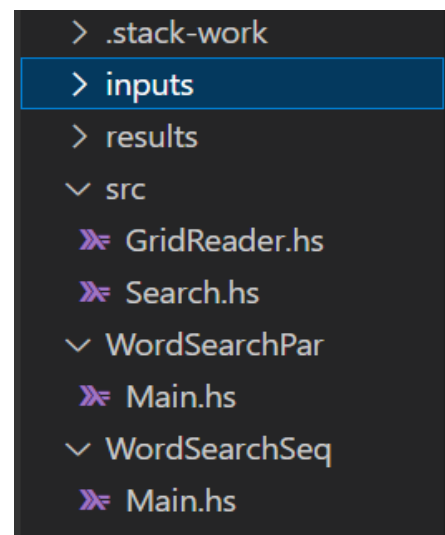 .stack-work
inputs
results
src
GridReader.hs
Search.hs
WordSearchPar
Main.hs
WordSearchSeq
Main.hs